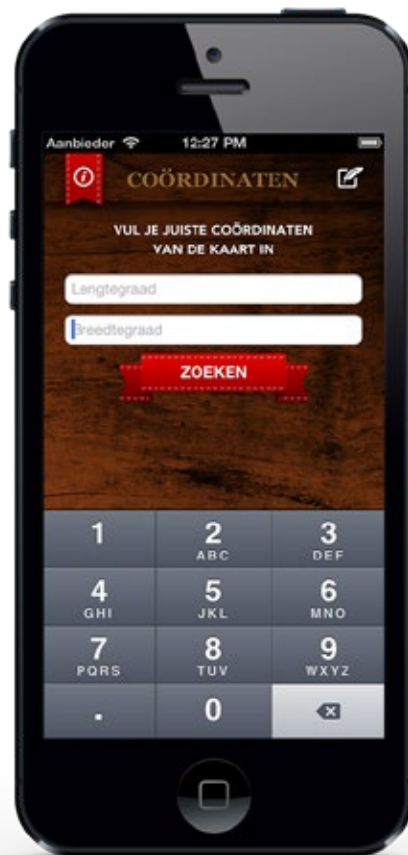 Aanbieder 12:27 PM
i COÖRDINATEN
VUL JE JUISTE COÖRDINATEN
VAN DE KAART IN
Lengtegraad
Breedtegraad
ZOEKEN
1 2 3
ABC DEF
4 5 6
GHI JKL MNO
7 8 9
PQRS TUV WXYZ
. 0